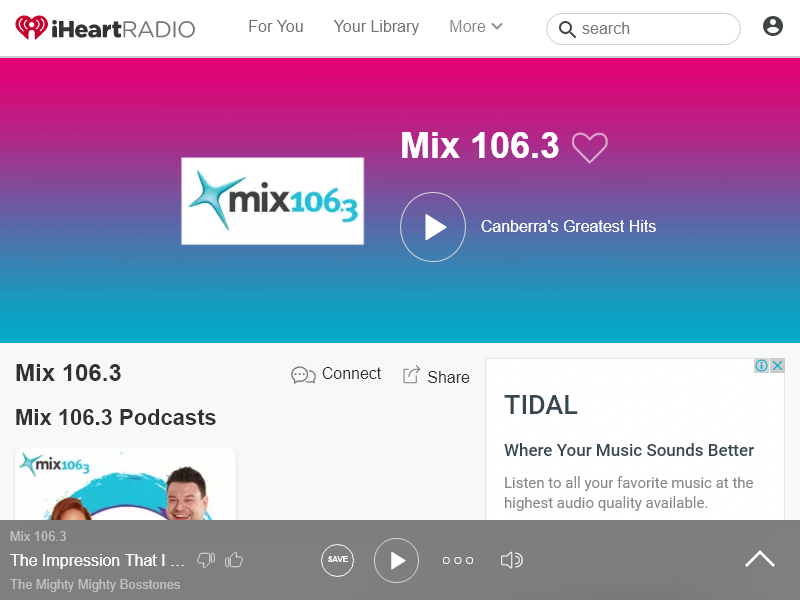 iHeartRADIO
For You
Your Library
More
search
mix106.3
Mix 106.3
Canberra's Greatest Hits
Mix 106.3
Connect
Share
Mix 106.3 Podcasts
mix106.3
TIDAL
Where Your Music Sounds Better
Listen to all your favorite music at the
highest audio quality available.
Mix 106.3
The Impression That I ...
The Mighty Mighty Bosstones
SAVE